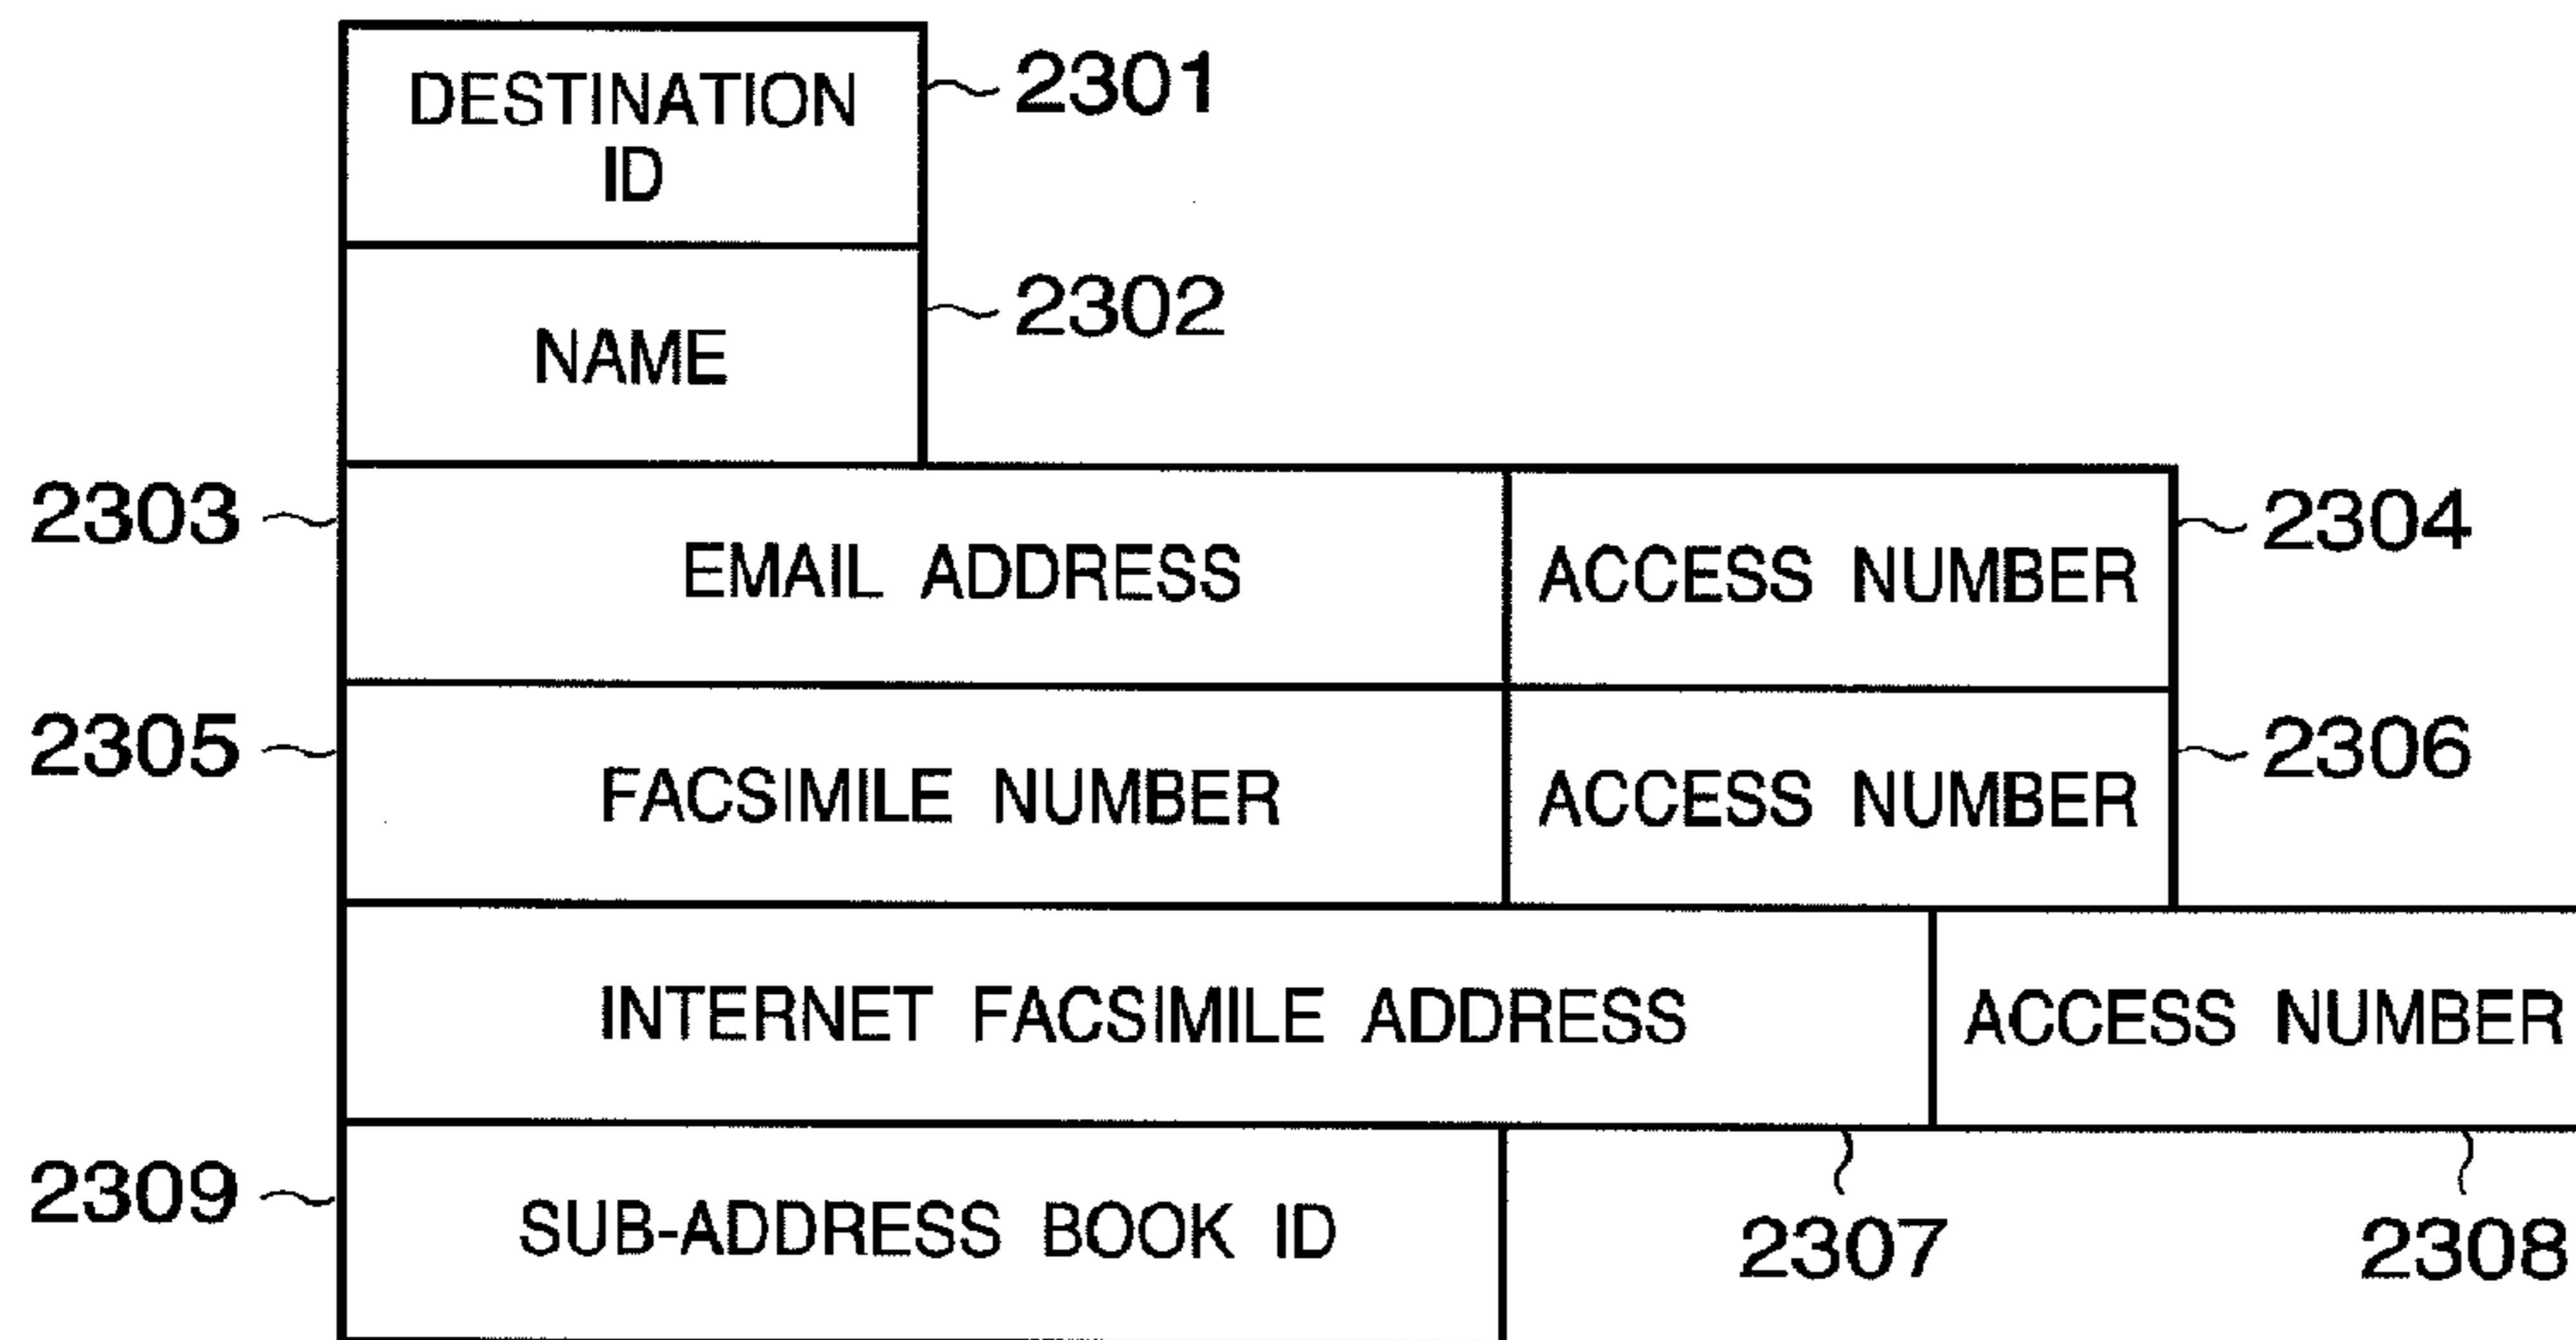 DESTINATION
ID
2301
NAME
2302
2303
EMAIL ADDRESS
ACCESS NUMBER
2304
2305
FACSIMILE NUMBER
ACCESS NUMBER
2306
INTERNET FACSIMILE ADDRESS
ACCESS NUMBER
2309
SUB-ADDRESS BOOK ID
2307
2308